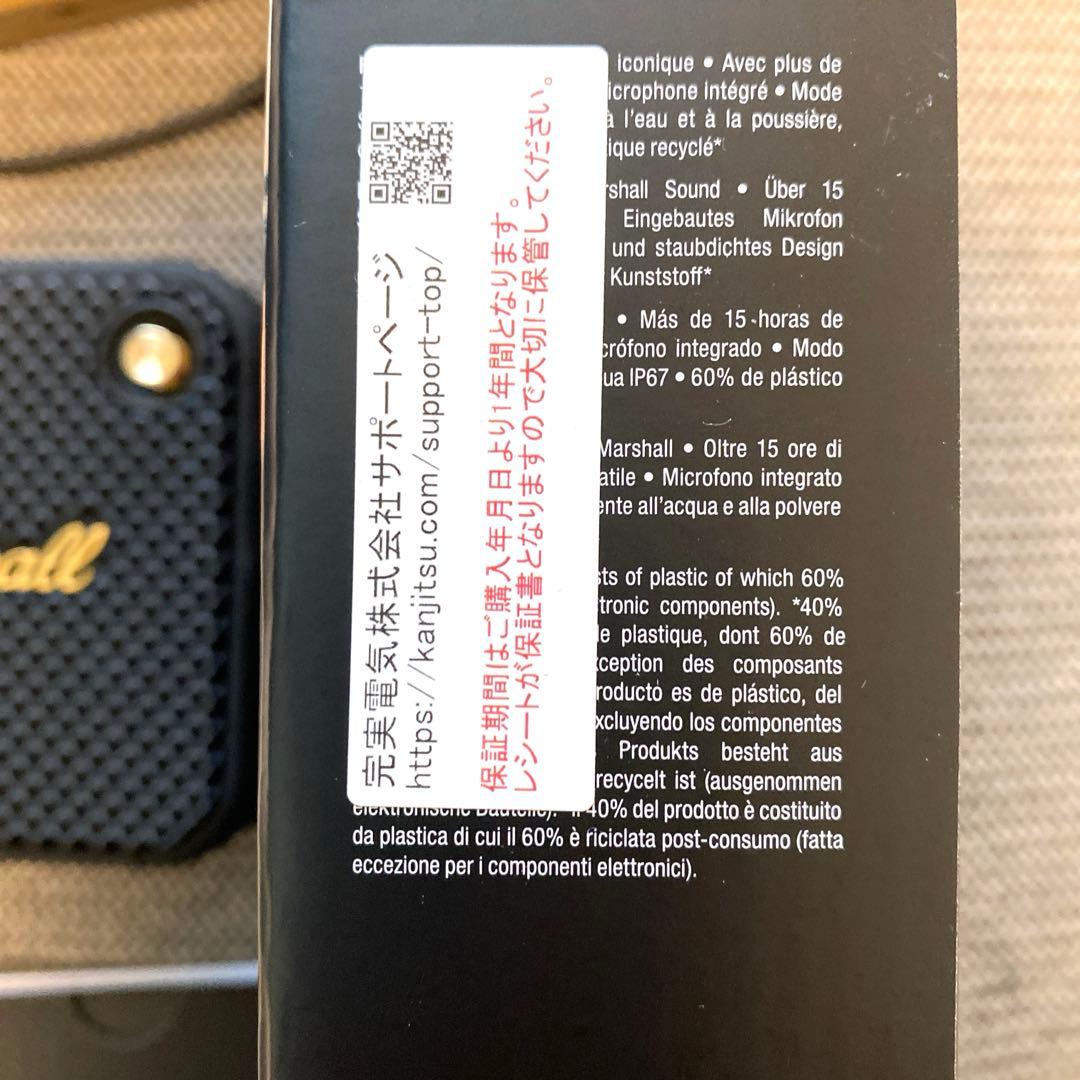 完実電気株式会社サポートページ
https://kanjitsu.com/support-top/
保証期間はご購入年月日より1年間となります。
レシートが保証書となりますので大切に保管してください。
iconique • Avec plus de
icrophone intégré • Mode
à l'eau et à la poussière,
ique recyclé*
rshall Sound • Über 15
Eingebautes Mikrofon
und staubdichtes Design
Kunststoff*
• Más de 15 horas de
crófono integrado • Modo
ua IP67 • 60% de plástico
Marshall • Oltre 15 ore di
atile • Microfono integrato
ente all'acqua e alla polvere
sts of plastic of which 60%
tronic components). *40%
le plastique, dont 60% de
ception des composants
roducto es de plástico, del
xcluyendo los componentes
Produkts besteht aus
recycelt ist (ausgenommen
elektronische Bauteile). *Il 40% del prodotto è costituito
da plastica di cui il 60% è riciclata post-consumo (fatta
eccezione per i componenti elettronici).
all